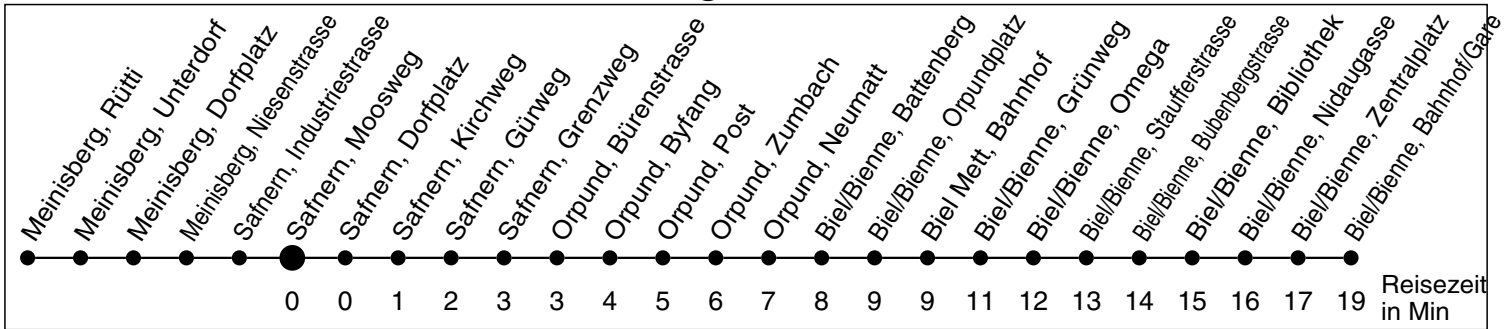 Meinisberg, Rütti
Meinisberg, Unterdorf
Meinisberg, Dorfplatz
Meinisberg, Niesenstrasse
Safnern, Industriestrasse
Safnern, Moosweg
Safnern, Dorfplatz
Safnern, Kirchweg
Safnern, Gürweg
Safnern, Grenzweg
Orpund, Bürenstrasse
Orpund, Byfang
Orpund, Post
Orpund, Zumbach
Orpund, Neumatt
Biel/Bienne, Battenberg
Biel/Bienne, Orpundplatz
Biel Mett, Bahnhof
Biel/Bienne, Grünweg
Biel/Bienne, Omega
Biel/Bienne, Staufferstrasse
Biel/Bienne, Bubenbergstrasse
Biel/Bienne, Bibliothek
Biel/Bienne, Nidaugasse
Biel/Bienne, Zentralplatz
Biel/Bienne, Bahnhof/Gare
0 0 1 2 3 3 4 5 6 7 8 9 9 11 12 13 14 15 16 17 19
Reisezeit
in Min